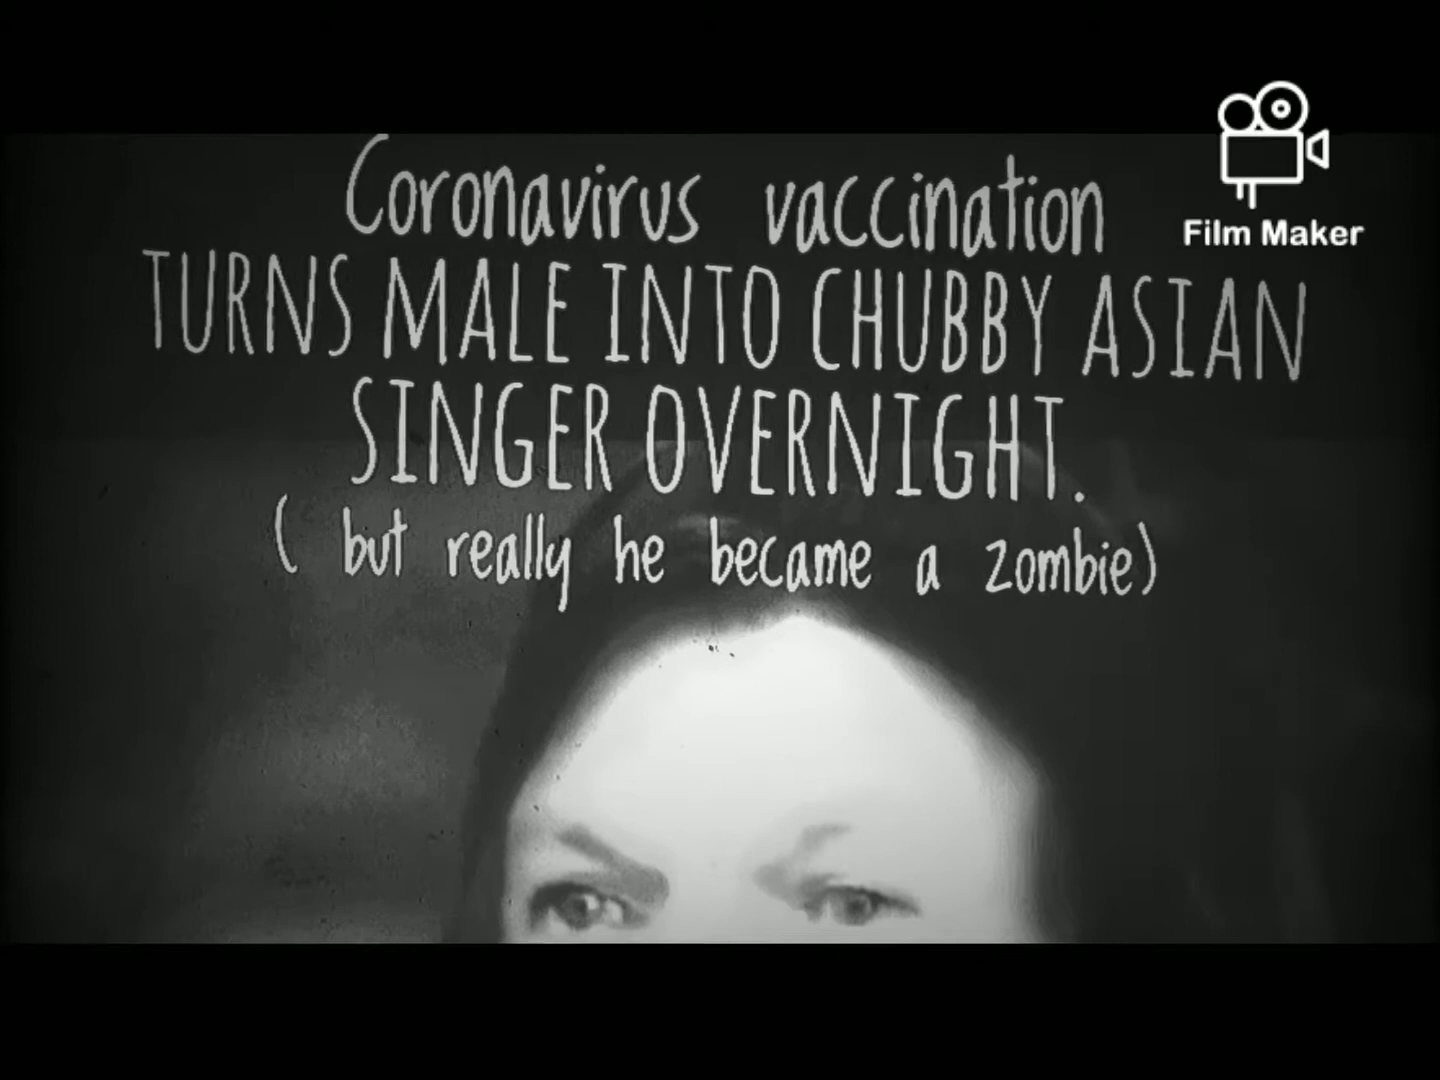 Coronavirus vaccination
TURNS MALE INTO CHUBBY ASIAN
SINGER OVERNIGHT.
( but really he became a zombie)
Film Maker